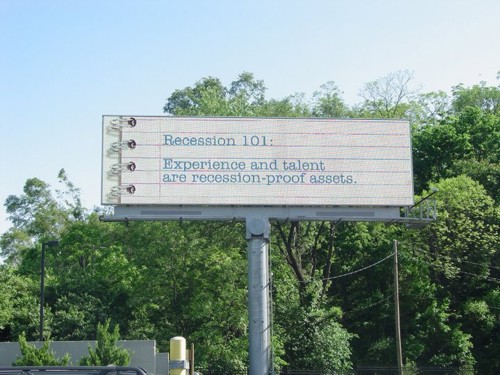 Recession 101:
Experience and talent
are recession-proof assets.